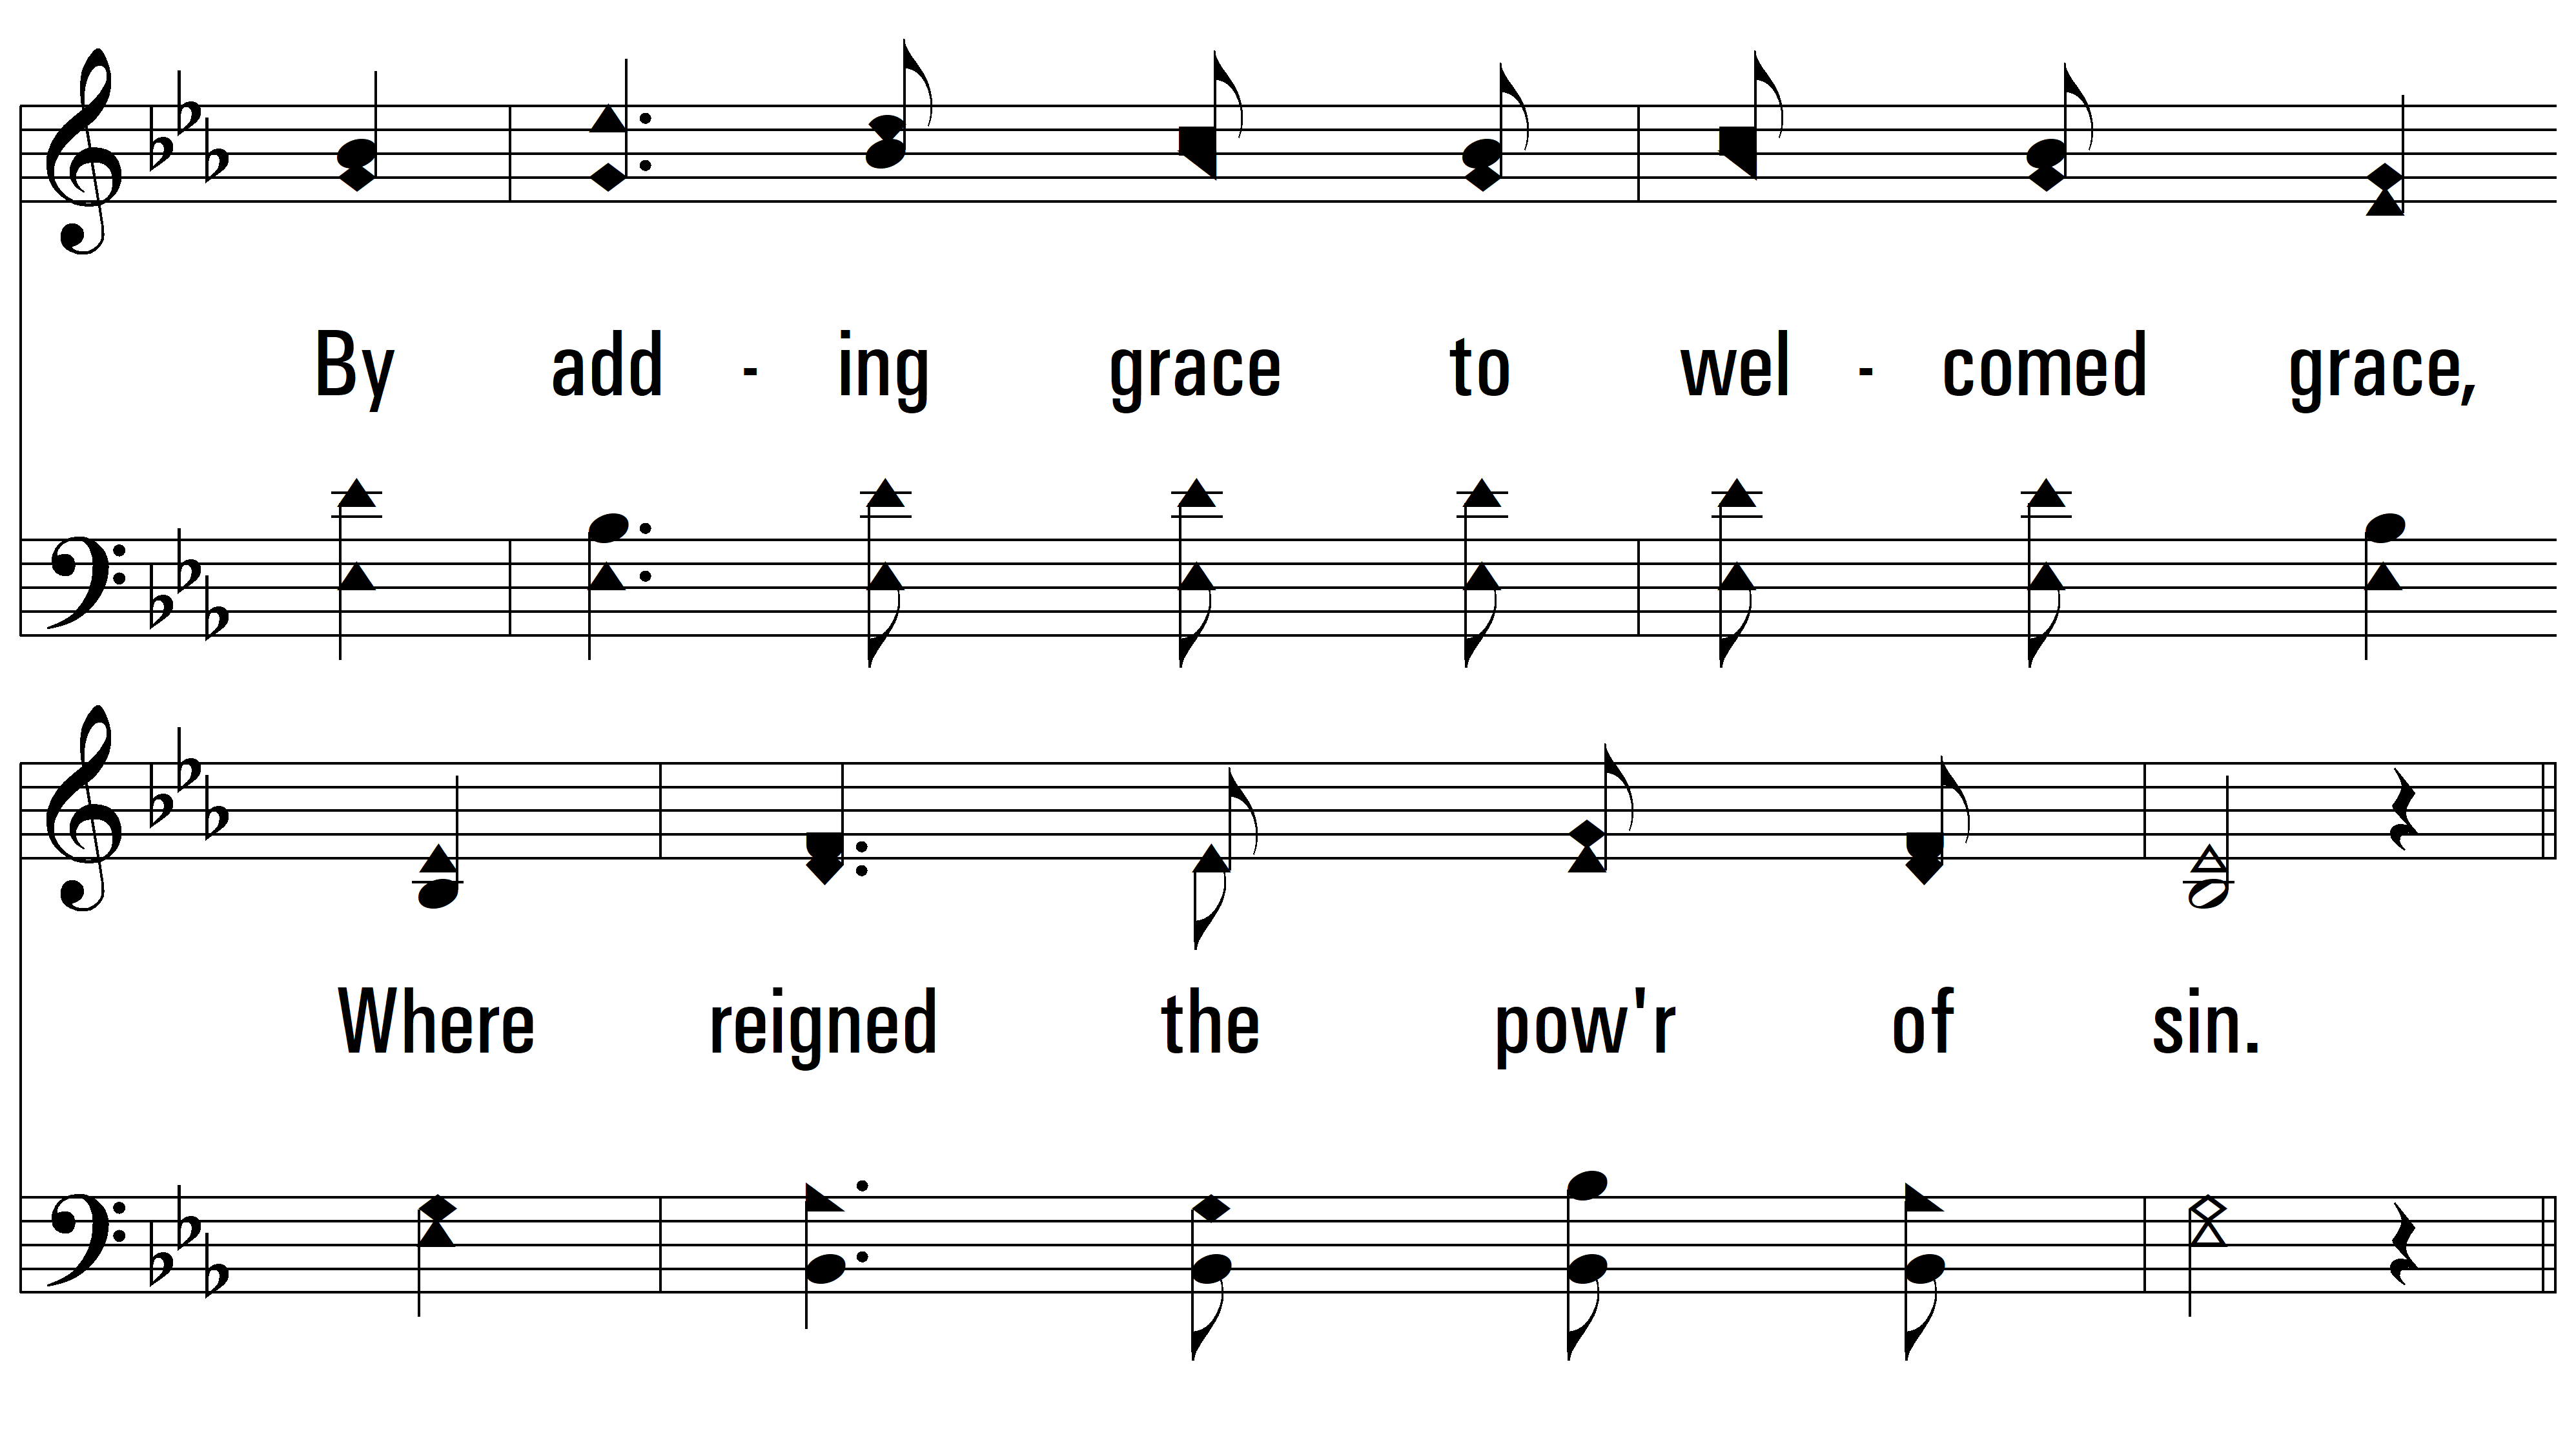 By add - ing grace to wel - comed grace,
Where reigned the pow'r of sin.